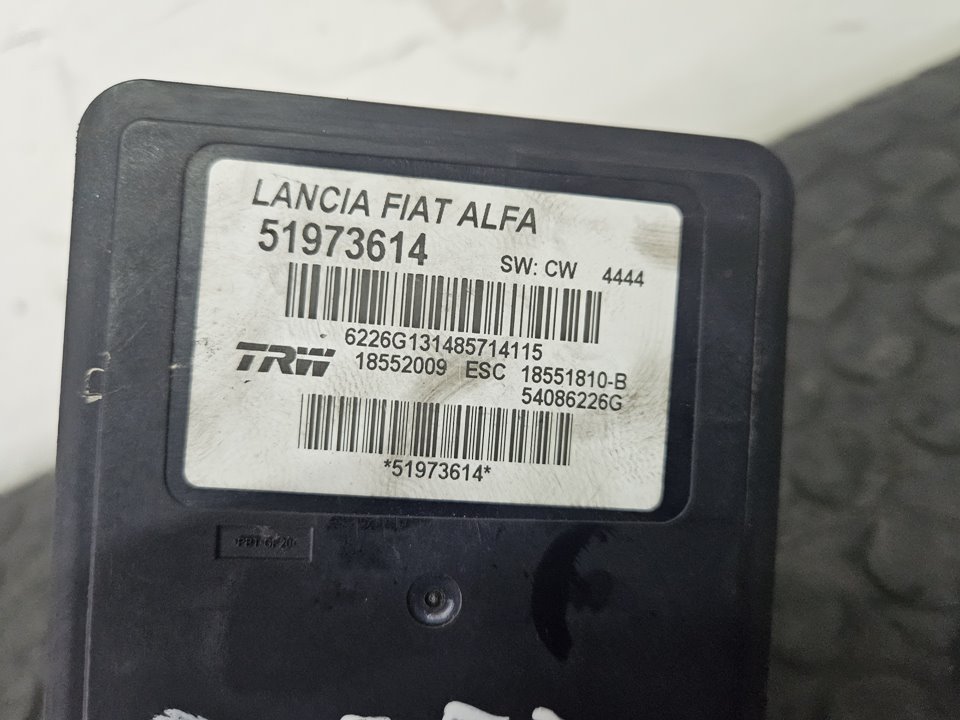 LANCIA FIAT ALFA
51973614
SW: CW 4444
6226G131485714115
TRW 18552009 ESC 18551810-B
54086226G
*51973614*